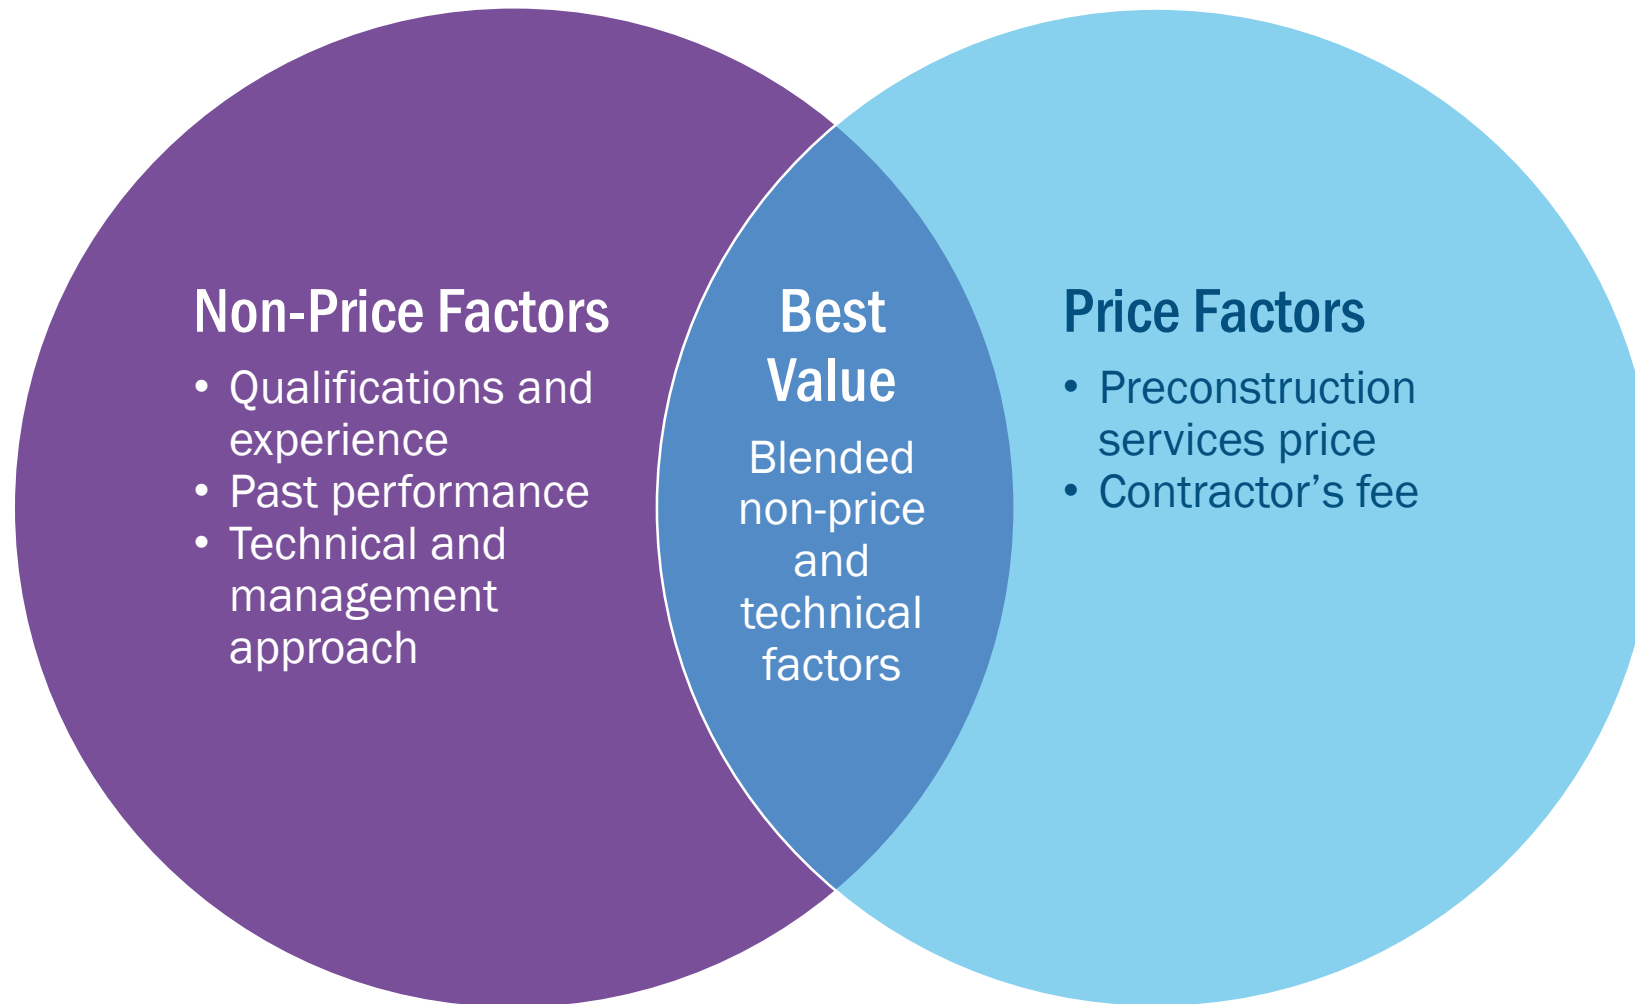 Non-Price Factors
• Qualifications and
experience
• Past performance
• Technical and
management
approach
Best
Value
Blended
non-price
and
technical
factors
Price Factors
• Preconstruction
services price
• Contractor’s fee